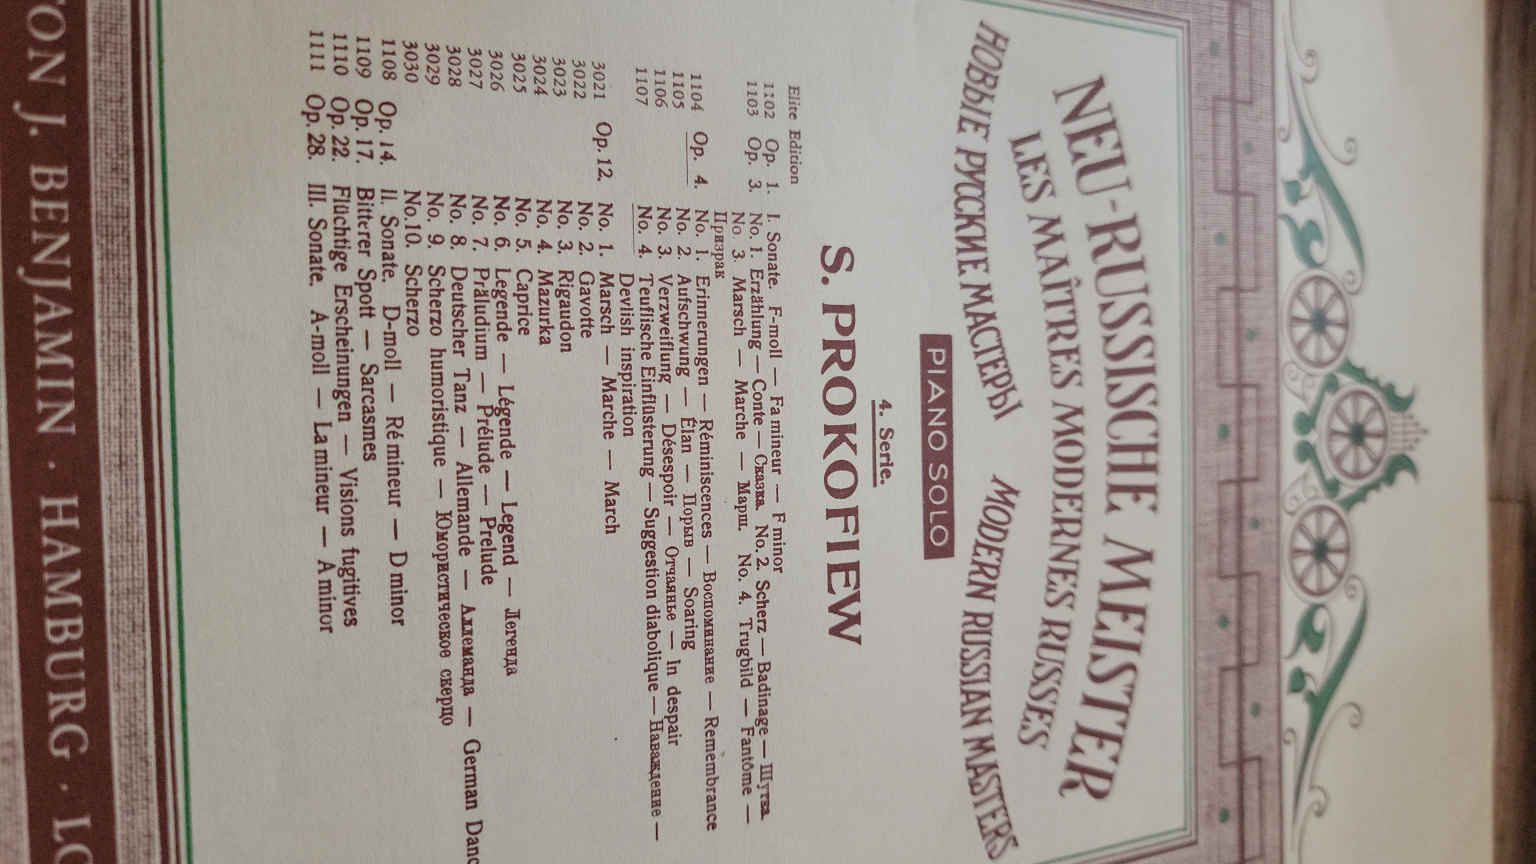 NEU-RUSSISCHE MEISTER
LES MAÎTRES MODERNES RUSSES
НОВЫЕ РУССКИЕ МАСТЕРЫ MODERN RUSSIAN MASTERS
PIANO SOLO
4. Serie.
S. PROKOFIEW
Elite Edition
1102 Op. 1. I. Sonate. F-moll — Fa mineur — F minor
1103 Op. 3. No. 1. Erzählung — Conte — Сказка. No. 2. Scherz — Badinage — Шутка
No. 3. Marsch — Marche — Марш. No. 4. Trugbild — Fantôme —
Призрак
1104 Op. 4. No. 1. Erinnerungen — Réminiscences — Воспоминание — Remembrance
1105 No. 2. Aufschwung — Élan — Порыв — Soaring
1106 No. 3. Verzweiflung — Désespoir — Отчаянье — In despair
1107 No. 4. Teuflische Einflüsterung — Suggestion diabolique — Наваждение —
Devlish inspiration
3021 Op. 12. No. 1. Marsch — Marche — March
3022 No. 2. Gavotte
3023 No. 3. Rigaudon
3024 No. 4. Mazurka
3025 No. 5. Caprice
3026 No. 6. Legende — Légende — Legend — Легенда
3027 No. 7. Präludium — Prélude — Prelude
3028 No. 8. Deutscher Tanz — Allemande — Аллеманда — German Danc
3029 No. 9. Scherzo humoristique — Юмористическое скерцо
3030 No. 10. Scherzo
1108 Op. 14. II. Sonate. D-moll — Ré mineur — D minor
1109 Op. 17. Bitterer Spott — Sarcasmes
1110 Op. 22. Flüchtige Erscheinungen — Visions fugitives
1111 Op. 28. III. Sonate. A-moll — La mineur — A minor
TON J. BENJAMIN · HAMBURG · LO